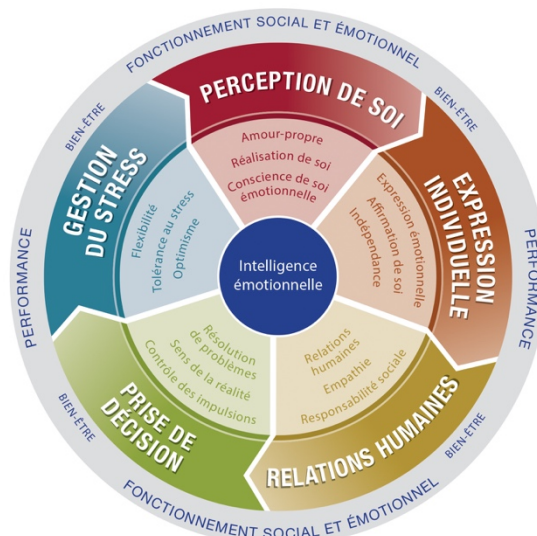 FONCTIONNEMENT SOCIAL ET ÉMOTIONNEL
BIEN-ÊTRE
BIEN-ÊTRE
PERFORMANCE
PERFORMANCE
PERCEPTION DE SOI
Amour-propre
Réalisation de soi
Conscience de soi
émotionnelle
EXPRESSION
INDIVIDUELLE
Expression émotionnelle
Affirmation de soi
Indépendance
RELATIONS HUMAINES
Relations
humaines
Empathie
Responsabilité sociale
PRISE DE
DÉCISION
Résolution
de problèmes
Sens de la réalité
Contrôle des impulsions
GESTION
DU STRESS
Flexibilité
Tolérance au stress
Optimisme
Intelligence
émotionnelle
BIEN-ÊTRE
BIEN-ÊTRE
FONCTIONNEMENT SOCIAL ET ÉMOTIONNEL